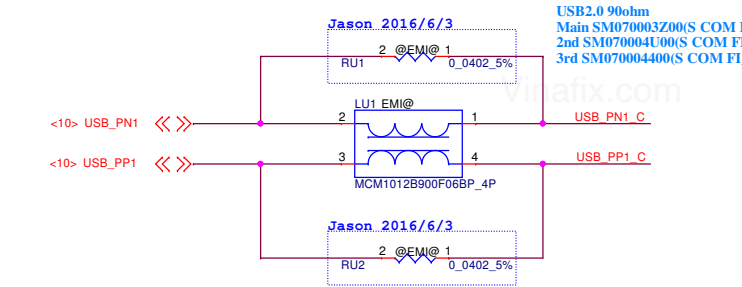 USB2.0 90ohm
Main SM070003Z00(S COM
2nd SM070004U00(S COM F
3rd SM070004400(S COM FI
Jason 2016/6/3
2 @EMI@ 1
RU1 0_0402_5%
Vinafix.com
LU1 EMI@
<10> USB_PN1 2 1 USB_PN1_C
<10> USB_PP1 3 4 USB_PP1_C
MCM1012B900F06BP_4P
Jason 2016/6/3
2 @EMI@ 1
RU2 0_0402_5%